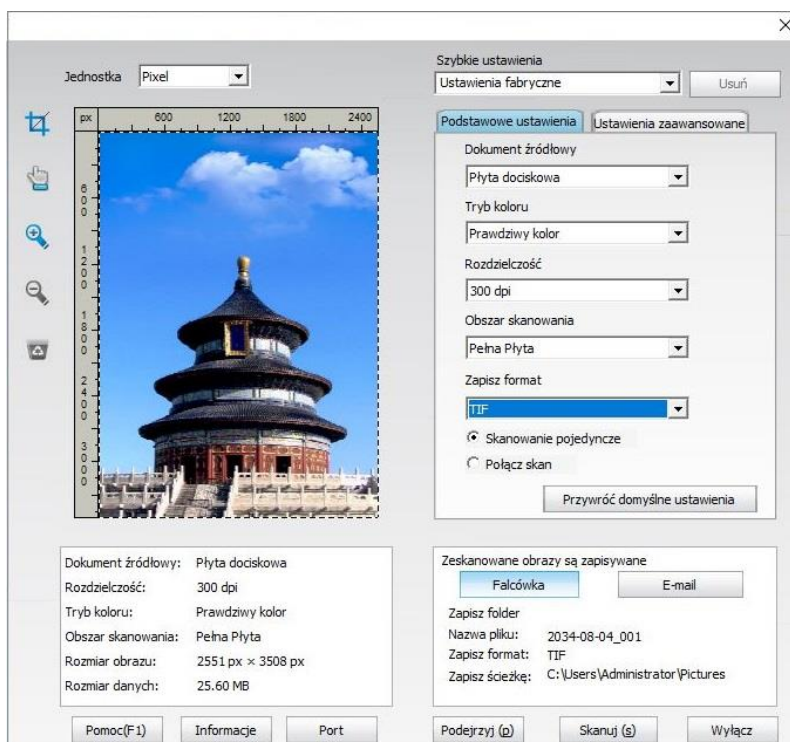 Jednostka
Pixel
Szybkie ustawienia
Ustawienia fabryczne
Usuń
px 600 1200 1800 2400
600
1200
1800
2400
3000
Podstawowe ustawienia
Ustawienia zaawansowane
Dokument źródłowy
Płyta dociskowa
Tryb koloru
Prawdziwy kolor
Rozdzielczość
300 dpi
Obszar skanowania
Pełna Płyta
Zapisz format
TIF
Skanowanie pojedyncze
Połącz skan
Przywróć domyślne ustawienia
Dokument źródłowy: Płyta dociskowa
Rozdzielczość: 300 dpi
Tryb koloru: Prawdziwy kolor
Obszar skanowania: Pełna Płyta
Rozmiar obrazu: 2551 px × 3508 px
Rozmiar danych: 25.60 MB
Zeskanowane obrazy są zapisywane
Falcówka
E-mail
Zapisz folder
Nazwa pliku: 2034-08-04_001
Zapisz format: TIF
Zapisz ścieżkę: C:\Users\Administrator\Pictures
Pomoc(F1)
Informacje
Port
Podejrzyj (p)
Skanuj (s)
Wyłącz